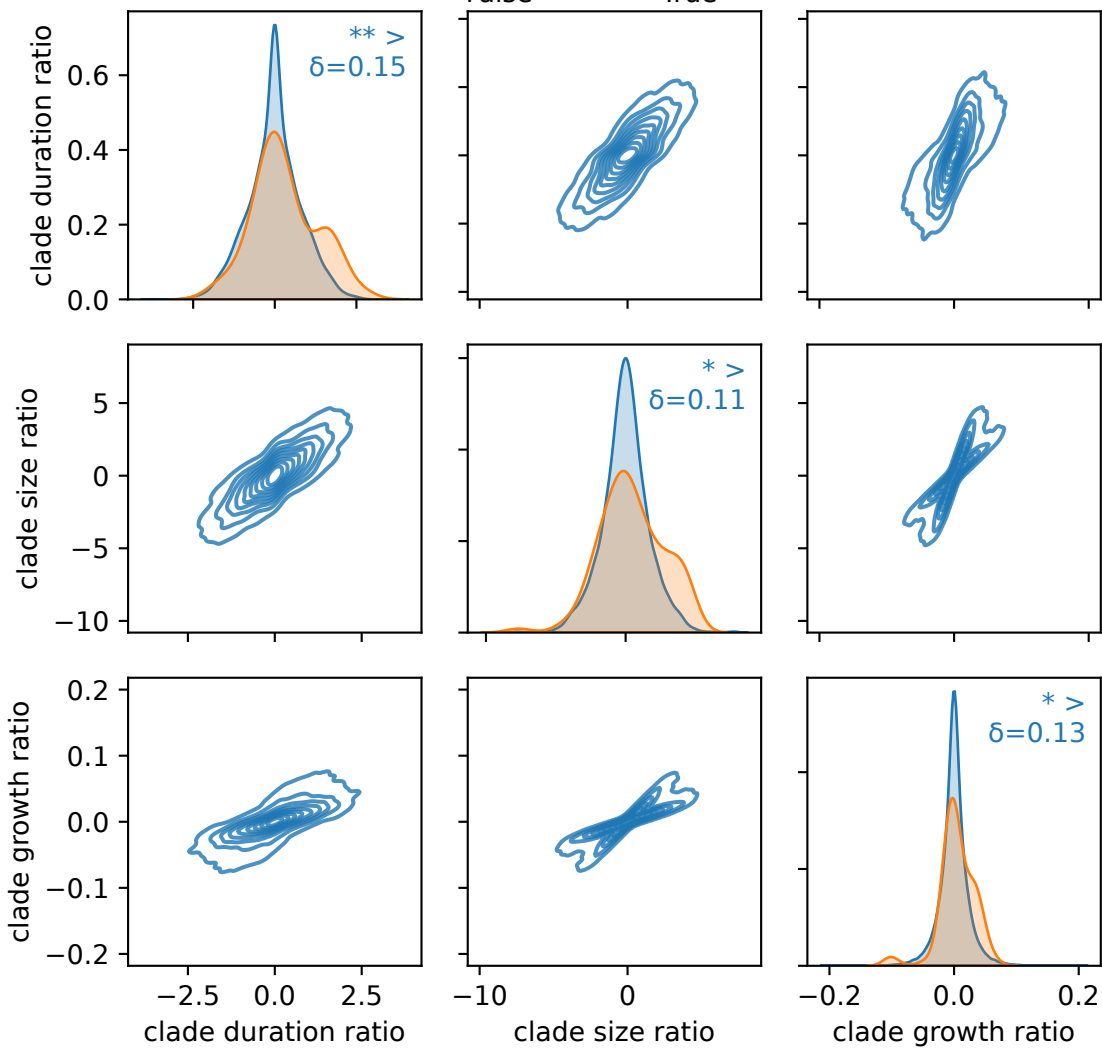 clade duration ratio
0.6
0.4
0.2
0.0
** >
δ=0.15
clade size ratio
5
0
−5
−10
* >
δ=0.11
clade growth ratio
0.2
0.1
0.0
−0.1
−0.2
* >
δ=0.13
−2.5 0.0 2.5
clade duration ratio
−10 0
clade size ratio
−0.2 0.0 0.2
clade growth ratio